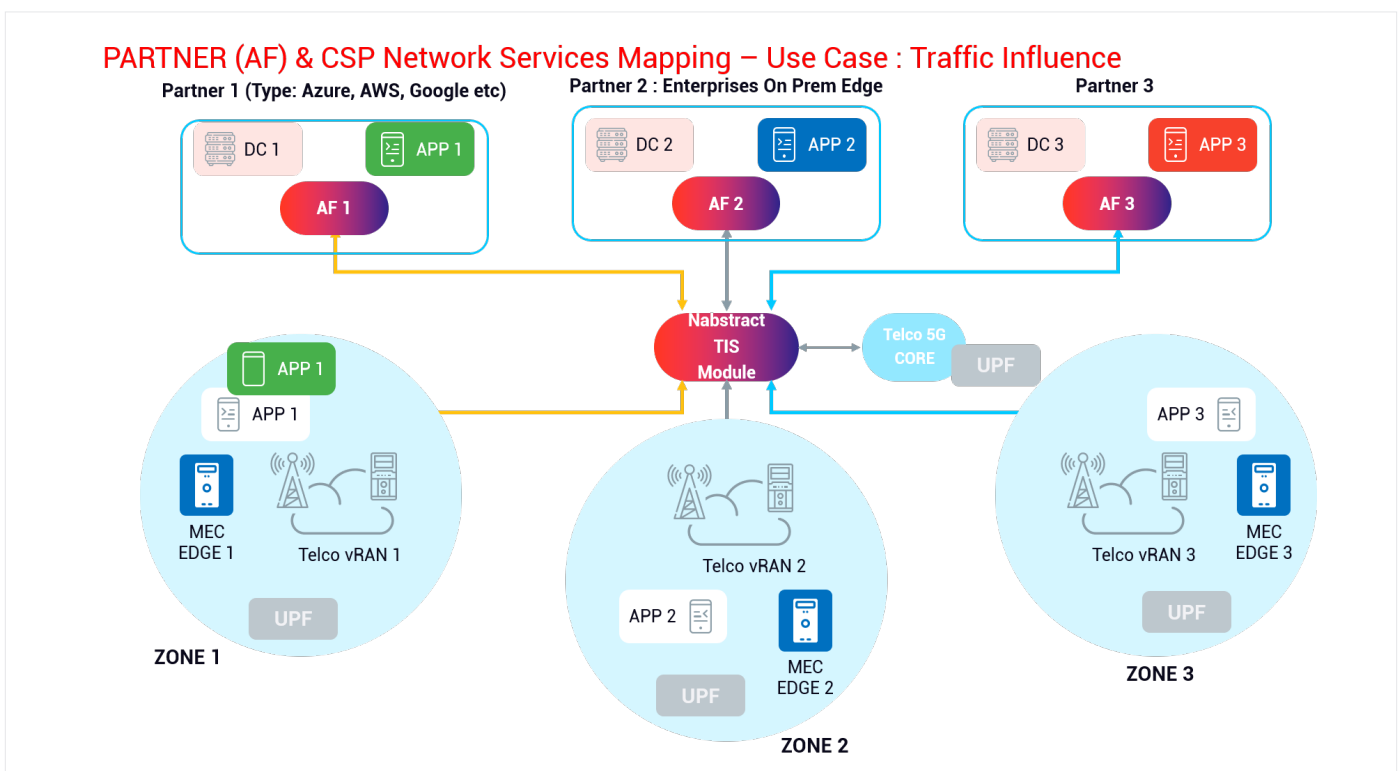 PARTNER (AF) & CSP Network Services Mapping – Use Case : Traffic Influence
Partner 1 (Type: Azure, AWS, Google etc)
Partner 2 : Enterprises On Prem Edge
Partner 3
DC 1
APP 1
AF 1
DC 2
APP 2
AF 2
DC 3
APP 3
AF 3
Nabstract
TIS
Module
Telco 5G
CORE
UPF
APP 1
APP 1
MEC
EDGE 1
Telco vRAN 1
UPF
ZONE 1
Telco vRAN 2
APP 2
MEC
EDGE 2
UPF
ZONE 2
APP 3
Telco vRAN 3
MEC
EDGE 3
UPF
ZONE 3